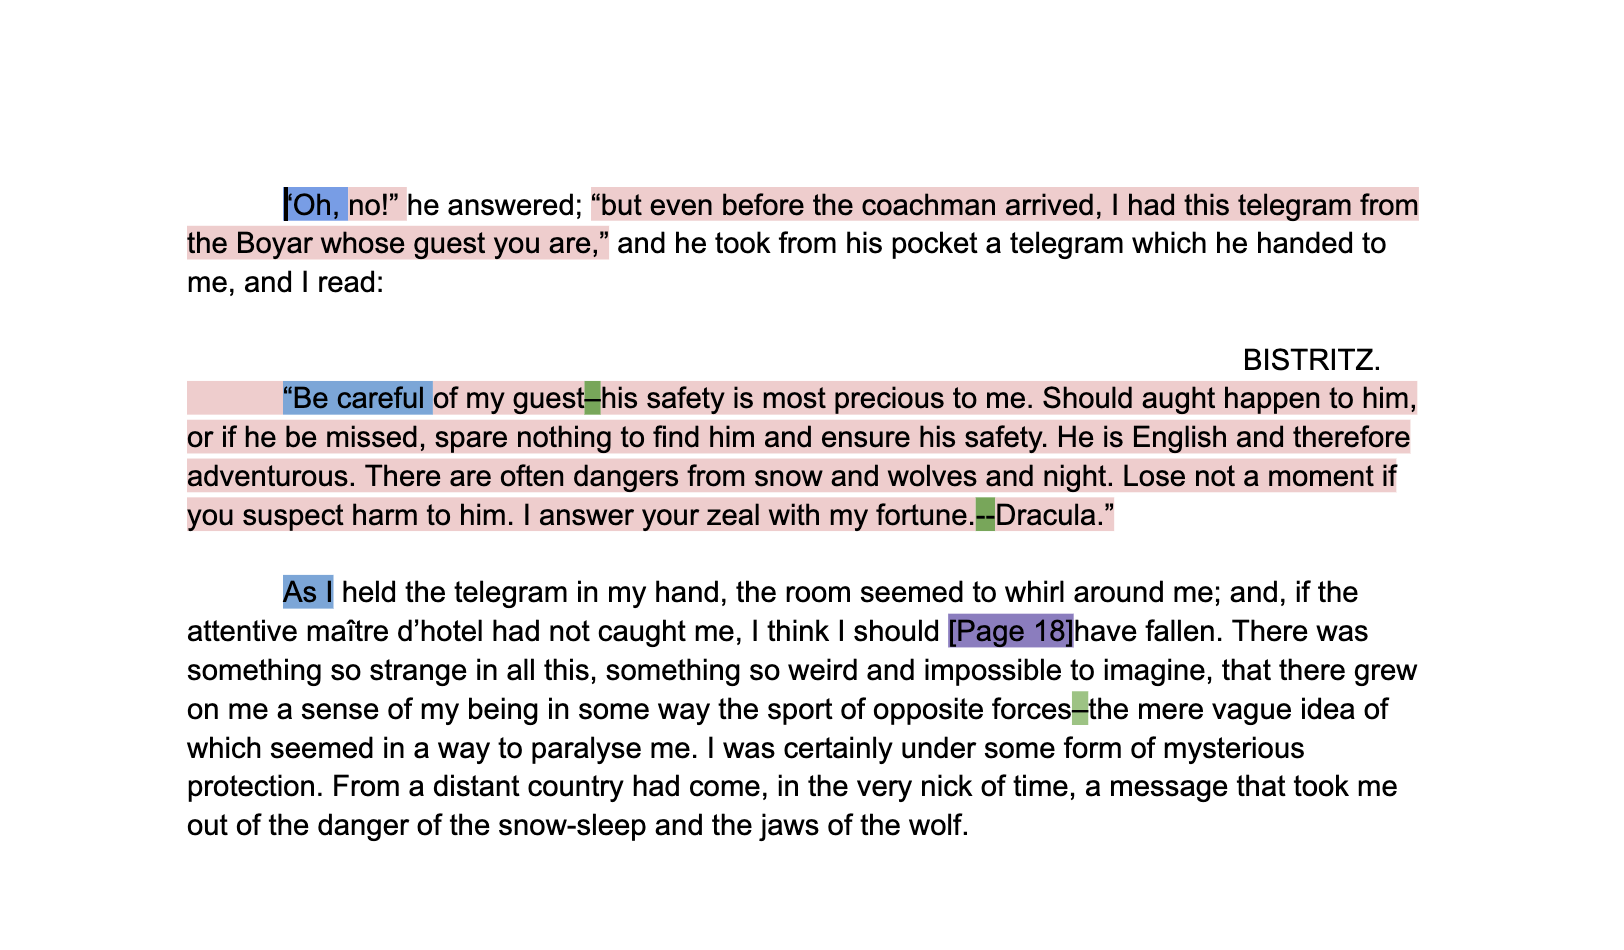 “Oh, no!” he answered; “but even before the coachman arrived, I had this telegram from
the Boyar whose guest you are,” and he took from his pocket a telegram which he handed to
me, and I read:
BISTRITZ.
“Be careful of my guest–his safety is most precious to me. Should aught happen to him,
or if he be missed, spare nothing to find him and ensure his safety. He is English and therefore
adventurous. There are often dangers from snow and wolves and night. Lose not a moment if
you suspect harm to him. I answer your zeal with my fortune.--Dracula.”
As I held the telegram in my hand, the room seemed to whirl around me; and, if the
attentive maître d’hotel had not caught me, I think I should [Page 18]have fallen. There was
something so strange in all this, something so weird and impossible to imagine, that there grew
on me a sense of my being in some way the sport of opposite forces–the mere vague idea of
which seemed in a way to paralyse me. I was certainly under some form of mysterious
protection. From a distant country had come, in the very nick of time, a message that took me
out of the danger of the snow-sleep and the jaws of the wolf.